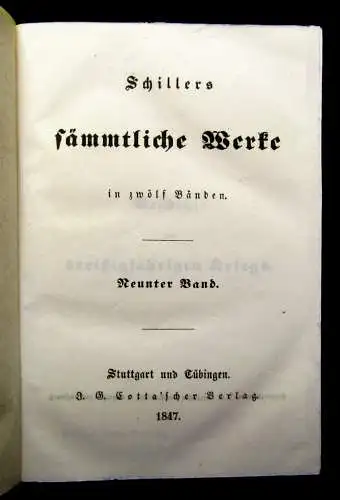 Schillers
sämmtliche Werke
in zwölf Bänden.
Neunter Band.
Stuttgart und Tübingen.
J. G. Cotta'scher Verlag.
1847.